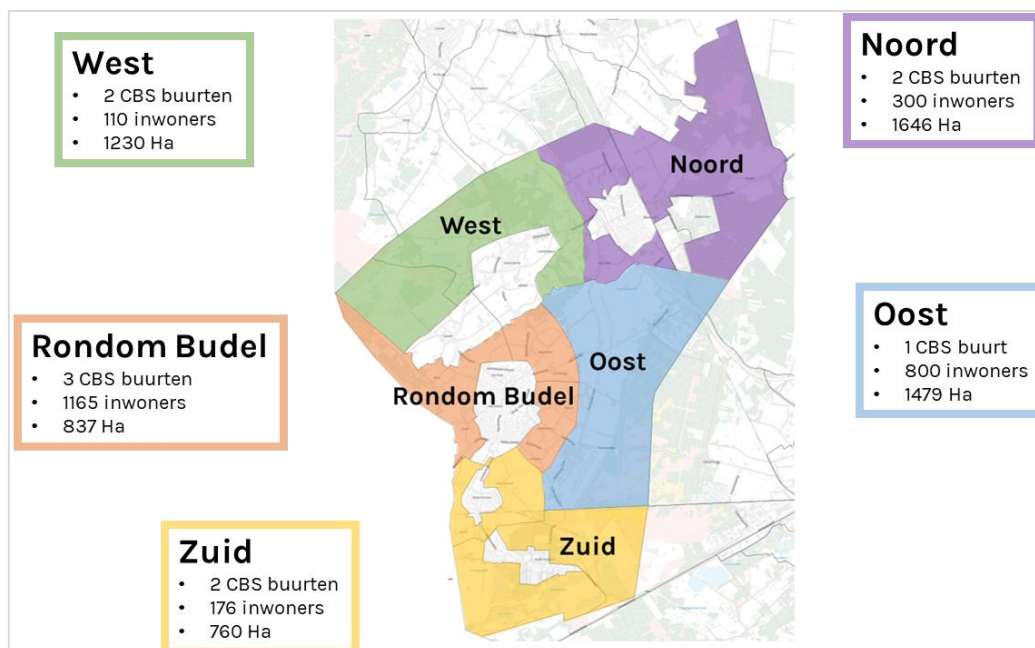 West
• 2 CBS buurten
• 110 inwoners
• 1230 Ha
Noord
• 2 CBS buurten
• 300 inwoners
• 1646 Ha
Noord
West
Rondom Budel
• 3 CBS buurten
• 1165 inwoners
• 837 Ha
Oost
• 1 CBS buurt
• 800 inwoners
• 1479 Ha
Oost
Rondom Budel
Zuid
• 2 CBS buurten
• 176 inwoners
• 760 Ha
Zuid